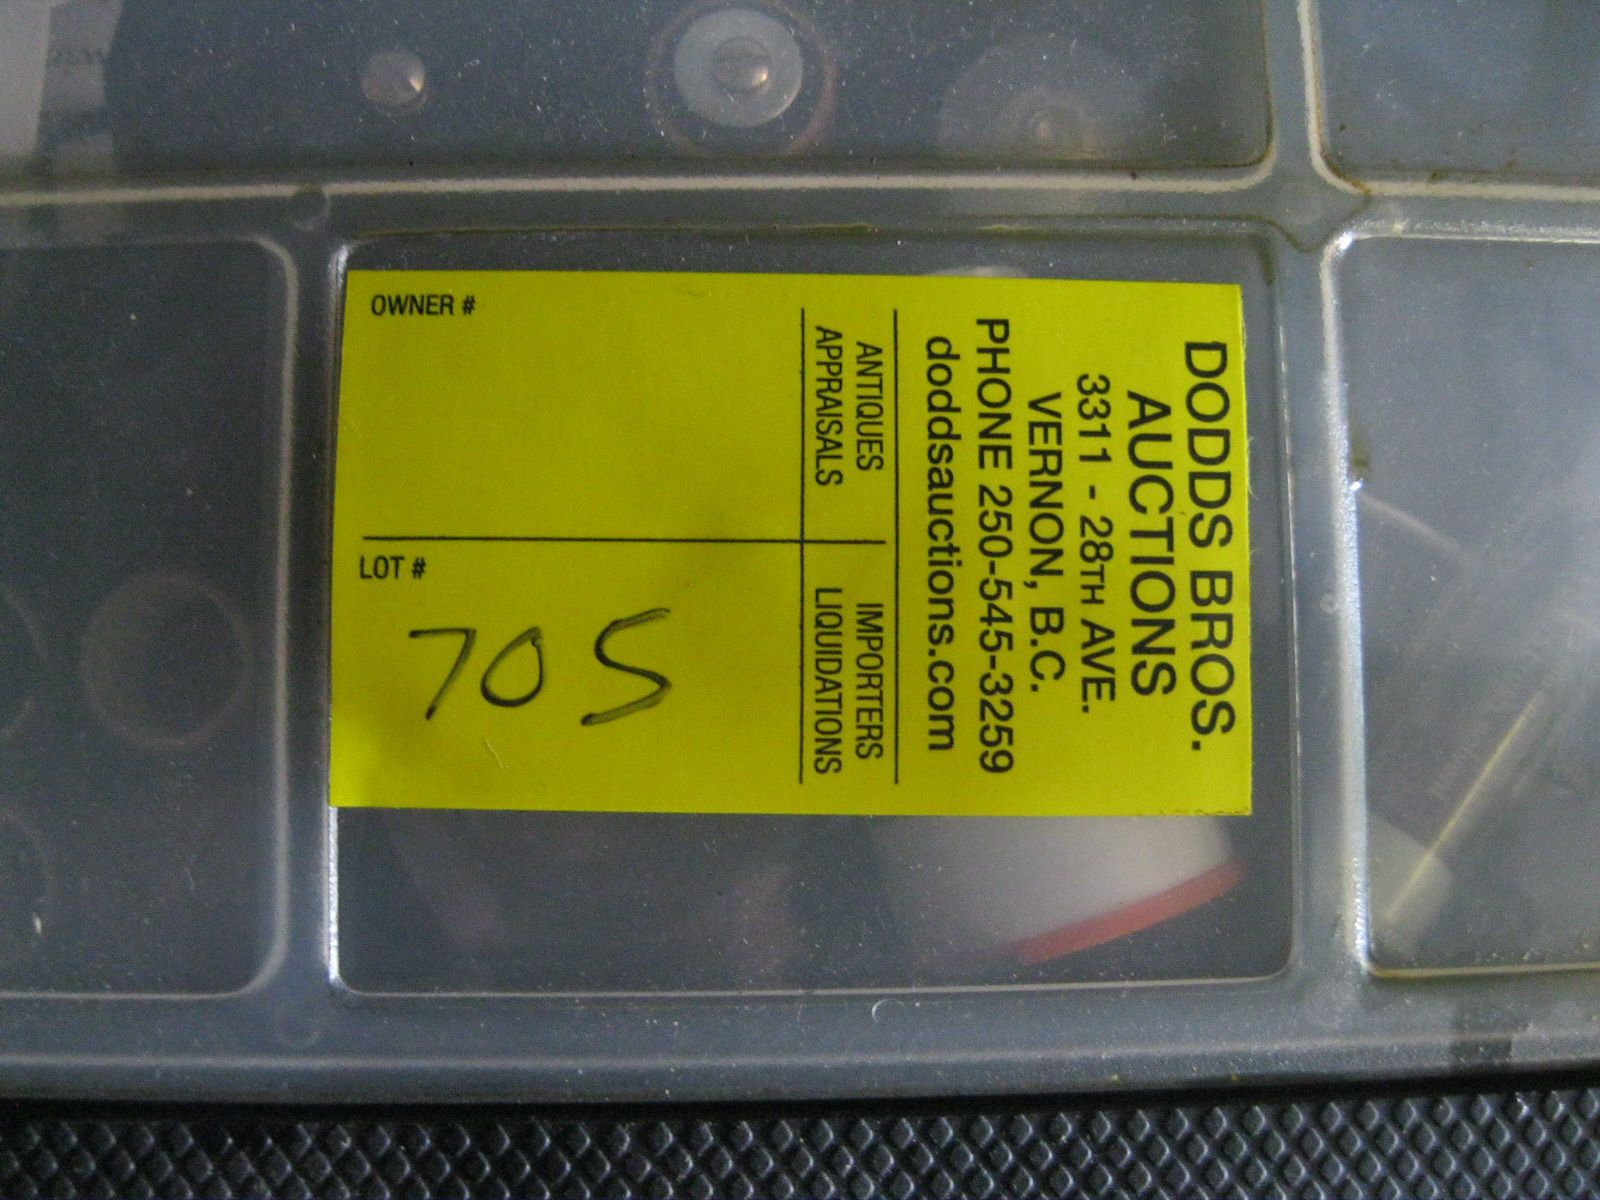 DODDS BROS.
AUCTIONS
3311 - 28TH AVE.
VERNON, B.C.
PHONE 250-545-3259
doddsauctions.com
ANTIQUES
APPRAISALS
IMPORTERS
LIQUIDATIONS
OWNER #
LOT #
705